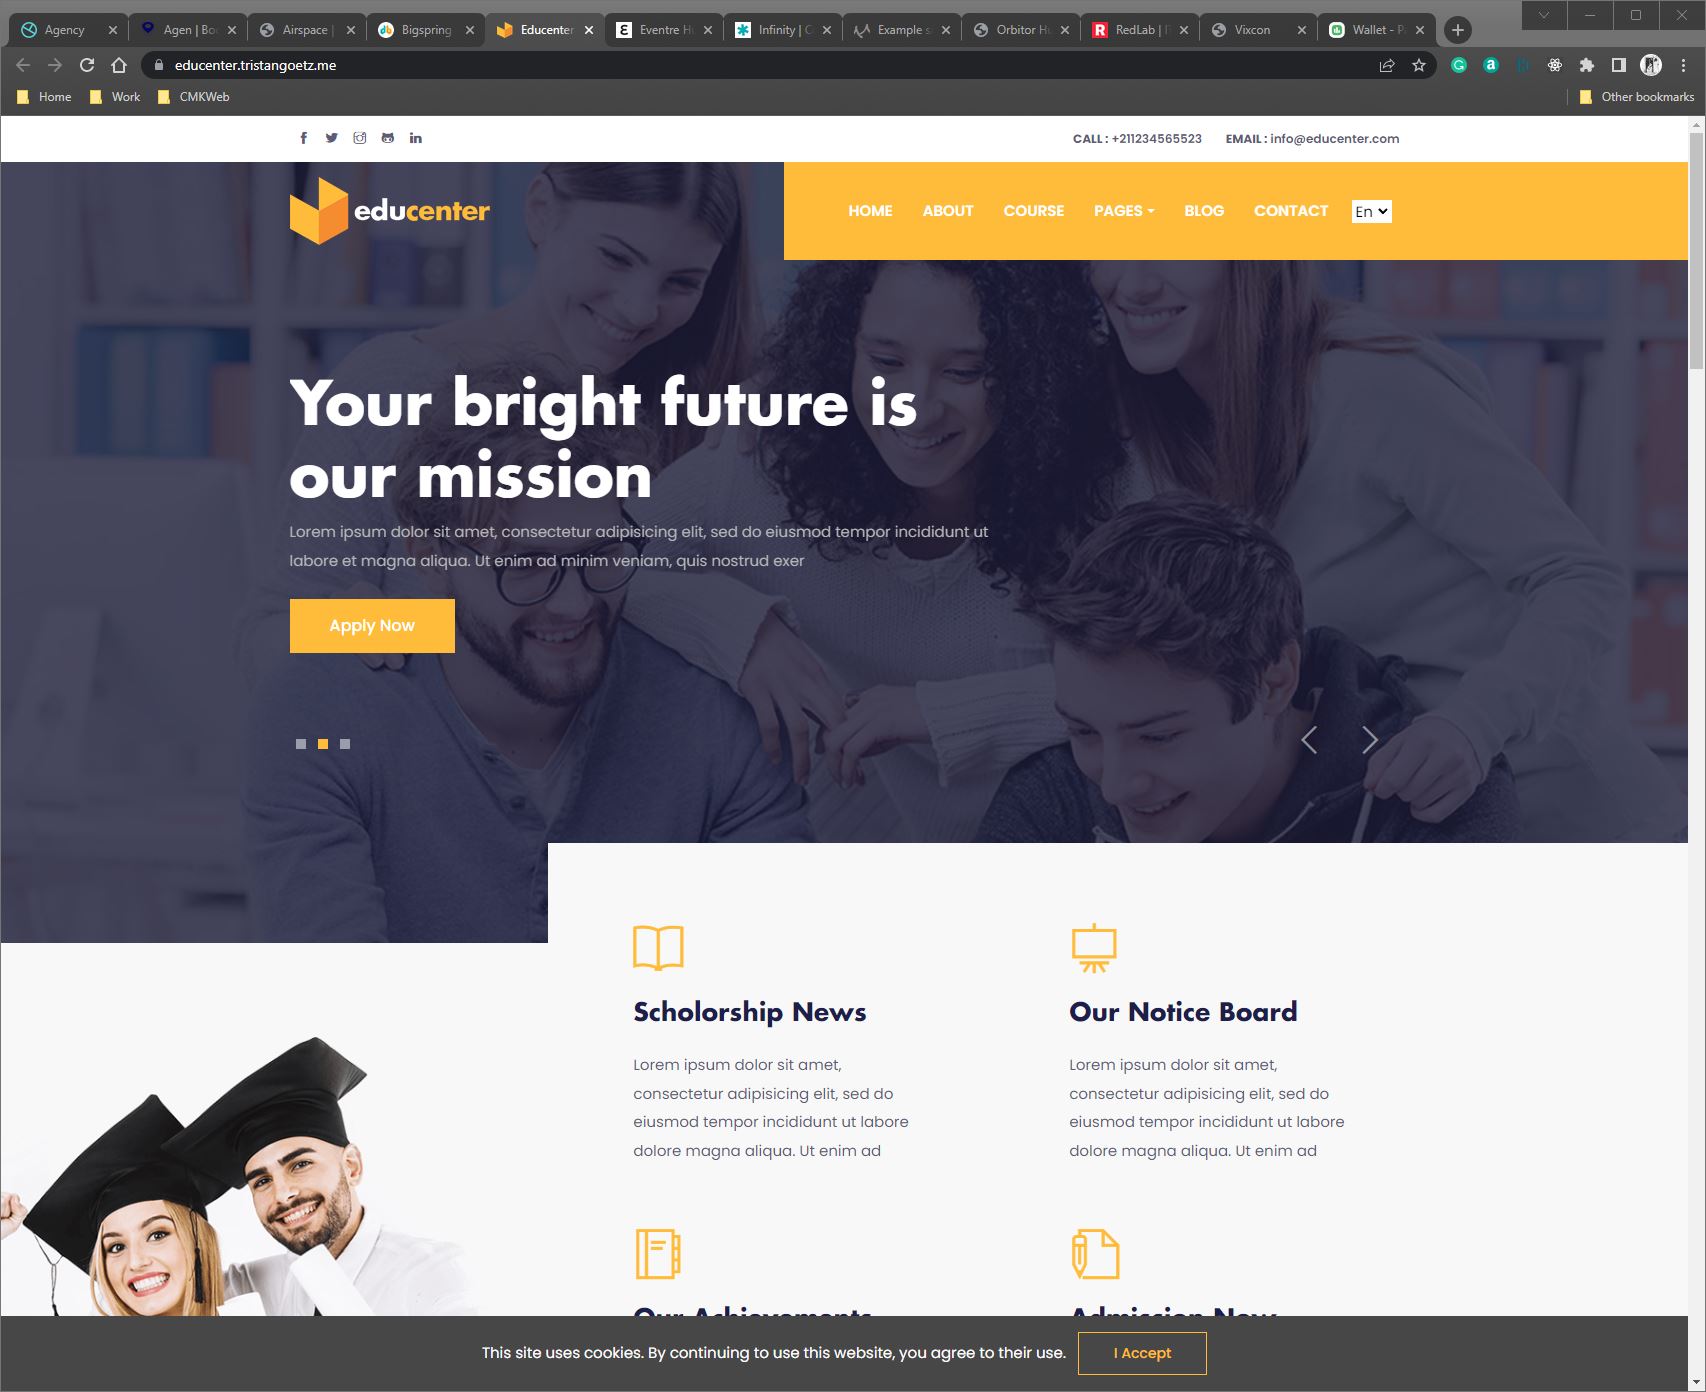 Agency
Agen | Boo
Airspace |
Bigspring
Educenter
Eventre H
Infinity | C
Example s
Orbitor Hu
RedLab |
Vixcon
Wallet - P
educenter.tristangoetz.me
Home
Work
CMKWeb
Other bookmarks
CALL : +211234565523
EMAIL : info@educenter.com
educenter
HOME
ABOUT
COURSE
PAGES
BLOG
CONTACT
En
Your bright future is
our mission
Lorem ipsum dolor sit amet, consectetur adipisicing elit, sed do eiusmod tempor incididunt ut
labore et magna aliqua. Ut enim ad minim veniam, quis nostrud exer
Apply Now
Scholorship News
Lorem ipsum dolor sit amet,
consectetur adipisicing elit, sed do
eiusmod tempor incididunt ut labore
dolore magna aliqua. Ut enim ad
Our Notice Board
Lorem ipsum dolor sit amet,
consectetur adipisicing elit, sed do
eiusmod tempor incididunt ut labore
dolore magna aliqua. Ut enim ad
Our Achievements
Admission Now
This site uses cookies. By continuing to use this website, you agree to their use.
I Accept